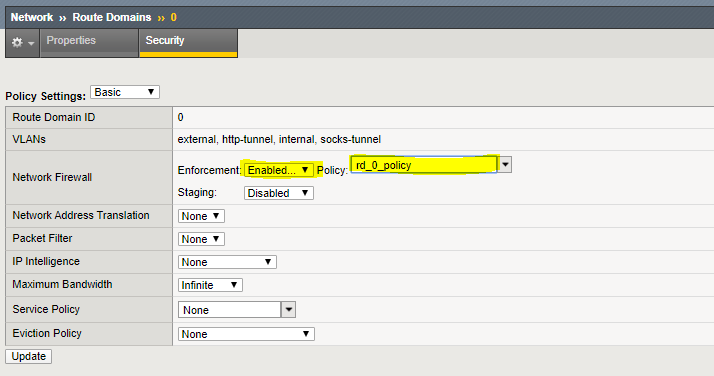 Network ›› Route Domains ›› 0
Properties
Security
Policy Settings: Basic
Route Domain ID 0
VLANs external, http-tunnel, internal, socks-tunnel
Network Firewall Enforcement: Enabled... Policy: rd_0_policy
Staging: Disabled
Network Address Translation None
Packet Filter None
IP Intelligence None
Maximum Bandwidth Infinite
Service Policy None
Eviction Policy None
Update